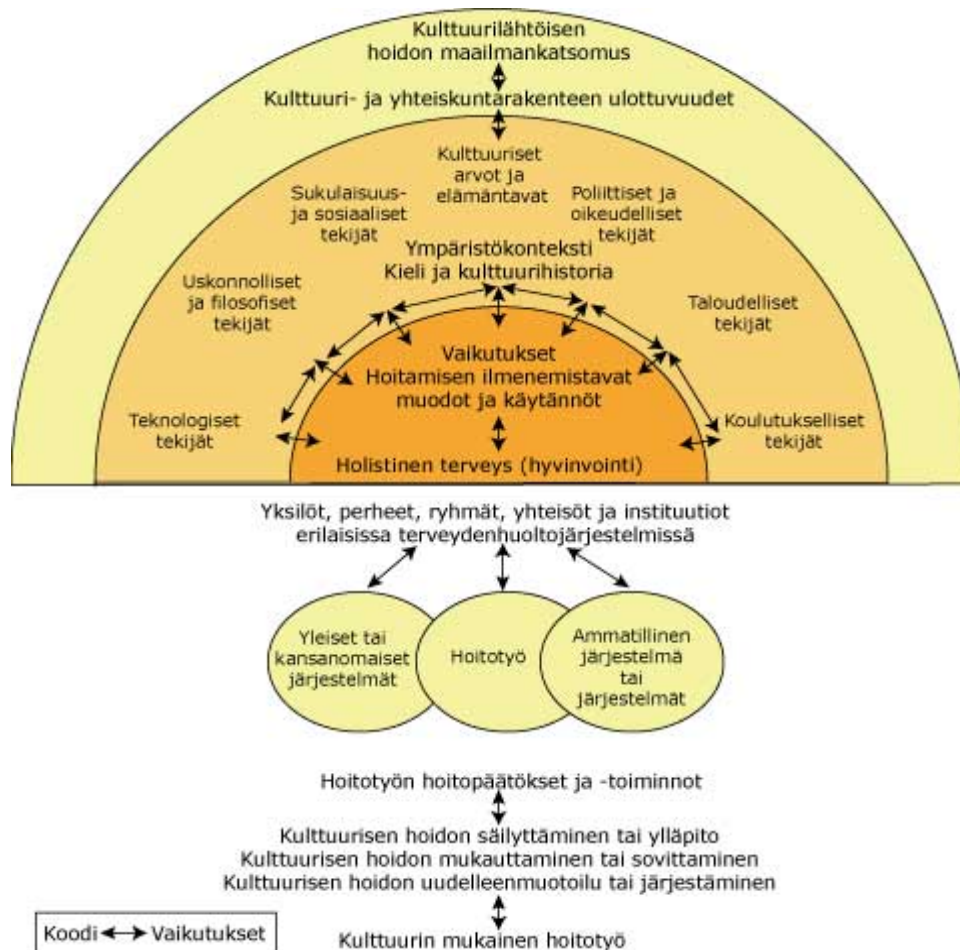 Kulttuurilähtöisen
hoidon maailmankatsomus
Kulttuuri- ja yhteiskuntarakenteen ulottuvuudet
Kulttuuriset
arvot ja
elämäntavat
Sukulaisuus-
ja sosiaaliset
tekijät
Poliittiset ja
oikeudelliset
tekijät
Ympäristökonteksti
Kieli ja kulttuurihistoria
Uskonnolliset
ja filosofiset
tekijät
Taloudelliset
tekijät
Vaikutukset
Hoitamisen ilmenemistavat
muodot ja käytännöt
Teknologiset
tekijät
Koulutukselliset
tekijät
Holistinen terveys (hyvinvointi)
Yksilöt, perheet, ryhmät, yhteisöt ja instituutiot
erilaisissa terveydenhuoltojärjestelmissä
Yleiset tai
kansanomaiset
järjestelmät
Hoitotyö
Ammatillinen
järjestelmä
tai
järjestelmät
Hoitotyön hoitopäätökset ja -toiminnot
Kulttuurisen hoidon säilyttäminen tai ylläpito
Kulttuurisen hoidon mukauttaminen tai sovittaminen
Kulttuurisen hoidon uudelleenmuotoilu tai järjestäminen
Koodi Vaikutukset
Kulttuurin mukainen hoitotyö